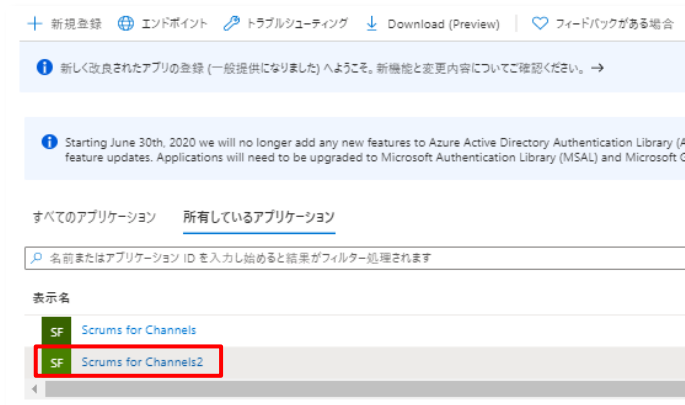 新規登録 エンドポイント トラブルシューティング Download (Preview) フィードバックがある場合
新しく改良されたアプリの登録 (一般提供になりました) へようこそ。新機能と変更内容についてご確認ください。 →
Starting June 30th, 2020 we will no longer add any new features to Azure Active Directory Authentication Library (A
feature updates. Applications will need to be upgraded to Microsoft Authentication Library (MSAL) and Microsoft G
すべてのアプリケーション 所有しているアプリケーション
名前またはアプリケーション ID を入力し始めると結果がフィルター処理されます
表示名
SF Scrums for Channels
SF Scrums for Channels2